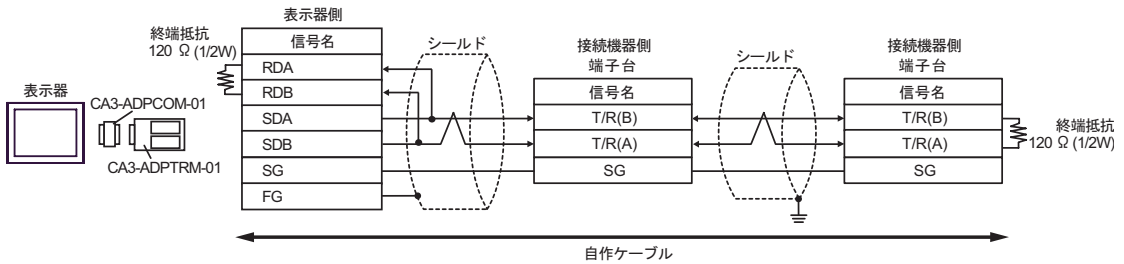 表示器側
終端抵抗
120 Ω (1/2W)
信号名
RDA
RDB
SDA
SDB
SG
FG
表示器
CA3-ADPCOM-01
CA3-ADPTRM-01
シールド
接続機器側
端子台
信号名
T/R(B)
T/R(A)
SG
シールド
接続機器側
端子台
信号名
T/R(B)
T/R(A)
SG
終端抵抗
120 Ω (1/2W)
自作ケーブル